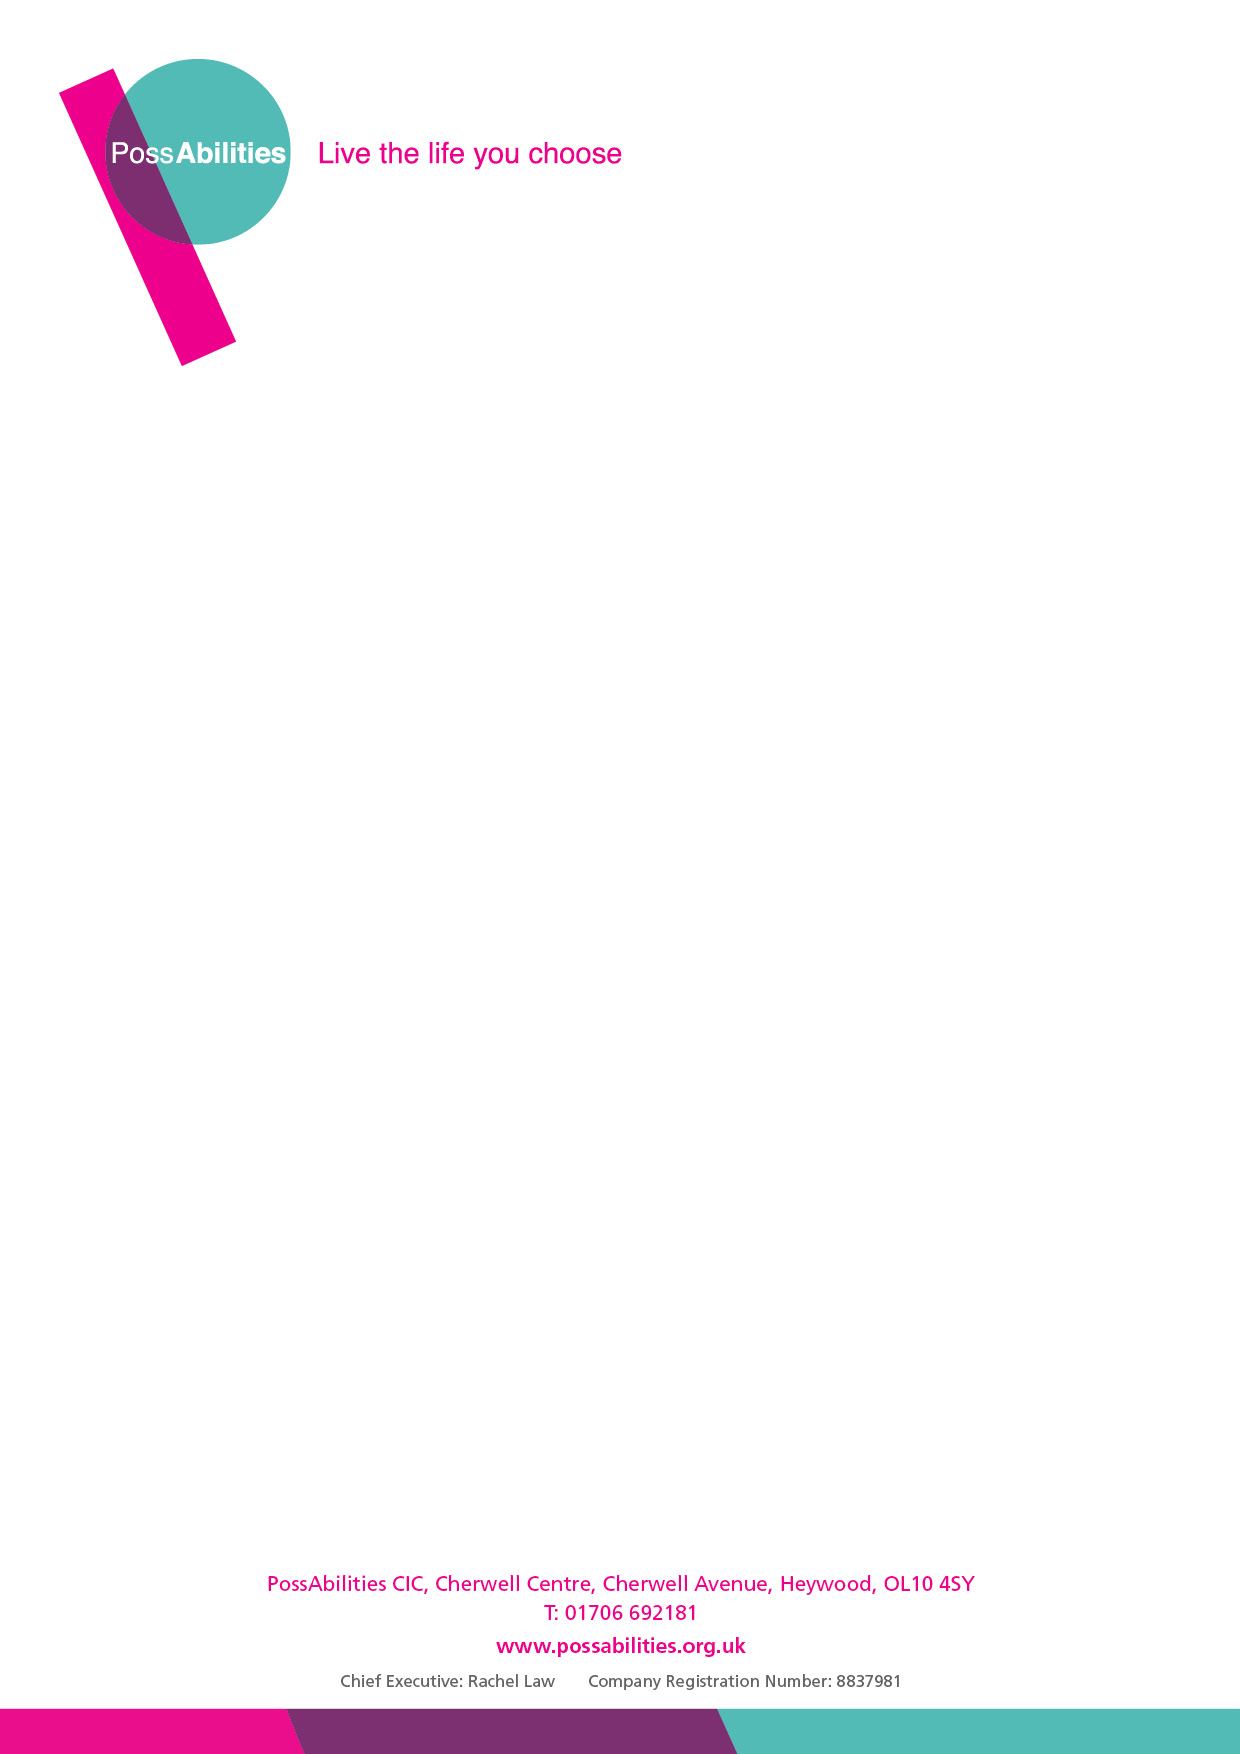 PossAbilities
Live the life you choose
PossAbilities CIC, Cherwell Centre, Cherwell Avenue, Heywood, OL10 4SY
T: 01706 692181
www.possabilities.org.uk
Chief Executive: Rachel Law Company Registration Number: 8837981